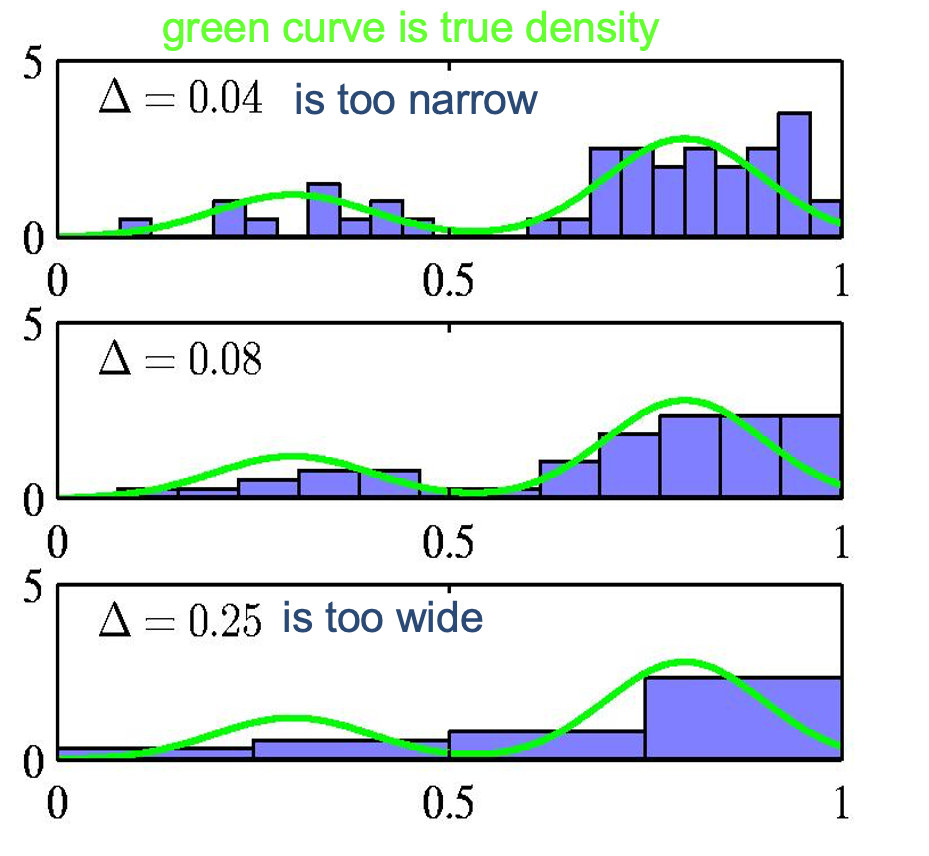 green curve is true density
5
Δ = 0.04 is too narrow
0
0 0.5 1
5
Δ = 0.08
0
0 0.5 1
5
Δ = 0.25 is too wide
0
0 0.5 1